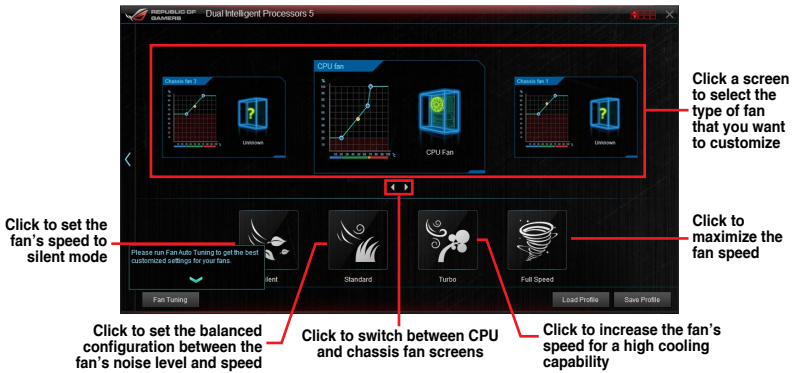 REPUBLIC OF
GAMERS
Dual Intelligent Processors 5
Chassis fan 3
Unknown
CPU fan
%
CPU Fan
Chassis fan 1
Unknown
Click a screen
to select the
type of fan
that you want
to customize
Click to set the
fan's speed to
silent mode
Please run Fan Auto Tuning to get the best
customized settings for your fans.
Standard
Turbo
Full Speed
Click to
maximize the
fan speed
Fan Tuning
Load Profile
Save Profile
Click to set the balanced
configuration between the
fan's noise level and speed
Click to switch between CPU
and chassis fan screens
Click to increase the fan's
speed for a high cooling
capability